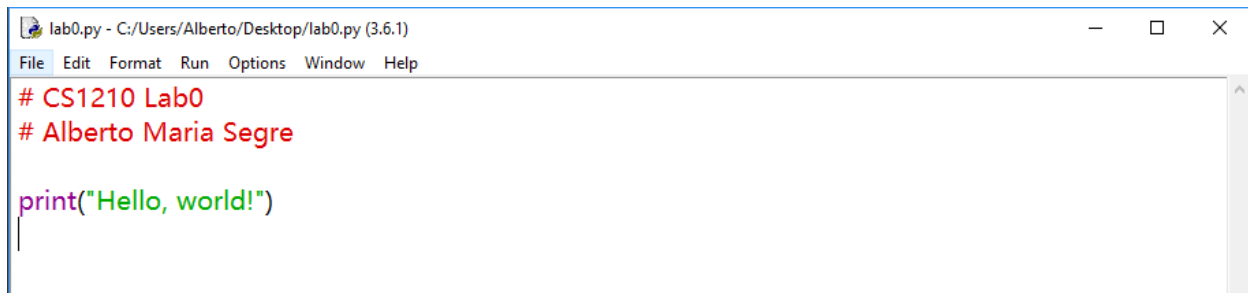 lab0.py - C:/Users/Alberto/Desktop/lab0.py (3.6.1)
File Edit Format Run Options Window Help
# CS1210 Lab0
# Alberto Maria Segre
print("Hello, world!")